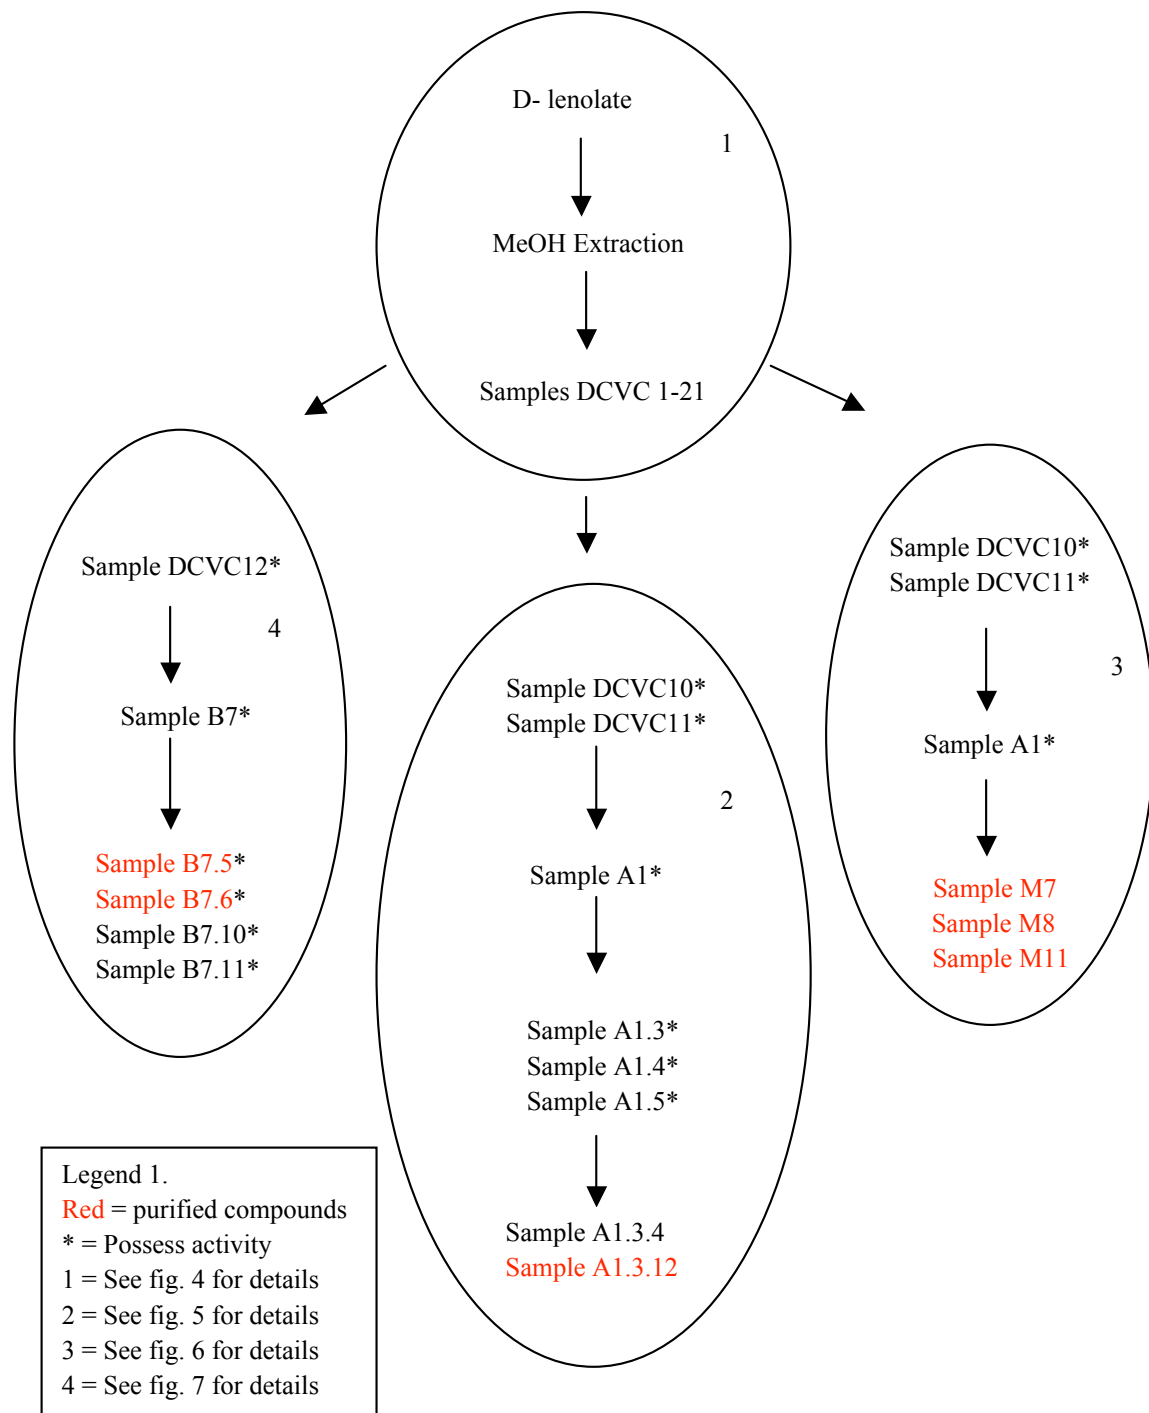 D- lenolate
1
MeOH Extraction
Samples DCVC 1-21
Sample DCVC12*
4
Sample B7*
Sample B7.5*
Sample B7.6*
Sample B7.10*
Sample B7.11*
Sample DCVC10*
Sample DCVC11*
2
Sample A1*
Sample A1.3*
Sample A1.4*
Sample A1.5*
Sample A1.3.4
Sample A1.3.12
Sample DCVC10*
Sample DCVC11*
3
Sample A1*
Sample M7
Sample M8
Sample M11
Legend 1.
Red = purified compounds
* = Possess activity
1 = See fig. 4 for details
2 = See fig. 5 for details
3 = See fig. 6 for details
4 = See fig. 7 for details